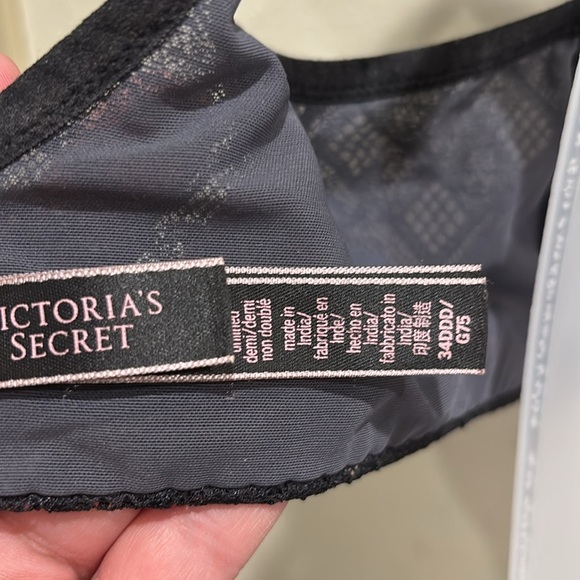 ICTORIA'S
SECRET
demi/demi
non doublé
made in
India/
fabriqué en
Inde/
hecho en
India/
fabbricato in
India/
印度制造
34DDD/
G75